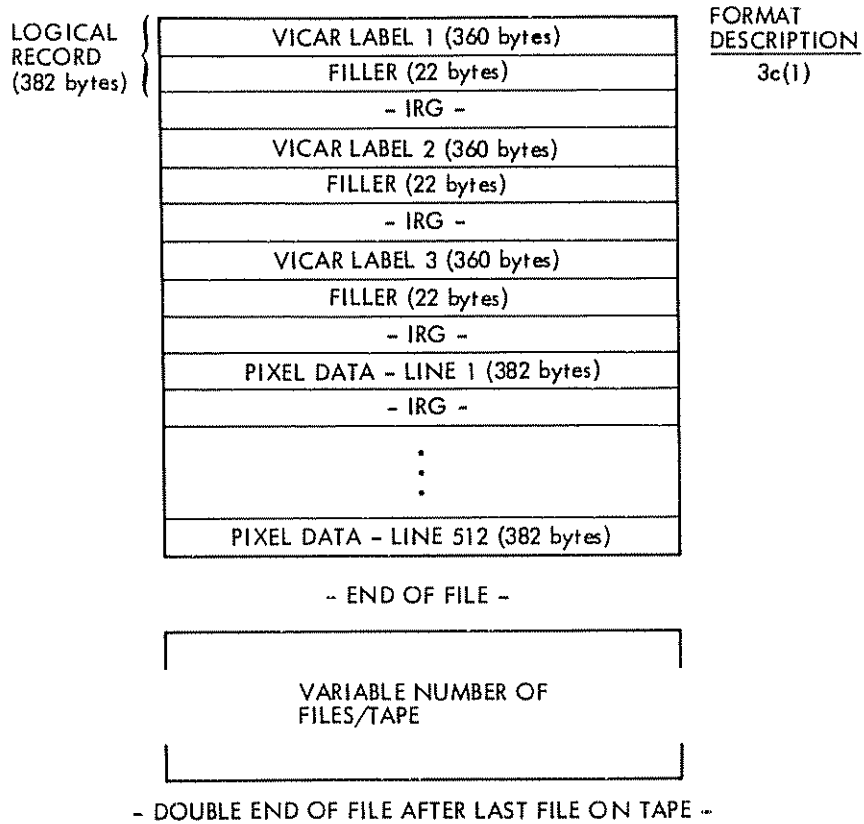 LOGICAL
RECORD
(382 bytes)
FORMAT
DESCRIPTION
3c(1)
VICAR LABEL 1 (360 bytes)
FILLER (22 bytes)
- IRG -
VICAR LABEL 2 (360 bytes)
FILLER (22 bytes)
- IRG -
VICAR LABEL 3 (360 bytes)
FILLER (22 bytes)
- IRG -
PIXEL DATA - LINE 1 (382 bytes)
- IRG -
PIXEL DATA - LINE 512 (382 bytes)
- END OF FILE -
VARIABLE NUMBER OF
FILES/TAPE
- DOUBLE END OF FILE AFTER LAST FILE ON TAPE -